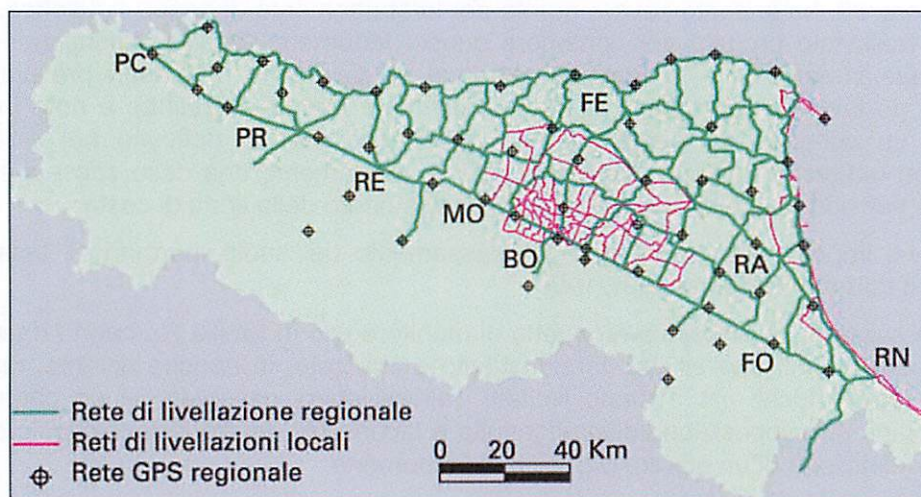 PC
FE
PR
RE
MO
BO
RA
FO
RN
Rete di livellazione regionale
Reti di livellazioni locali
Rete GPS regionale
0 20 40 Km